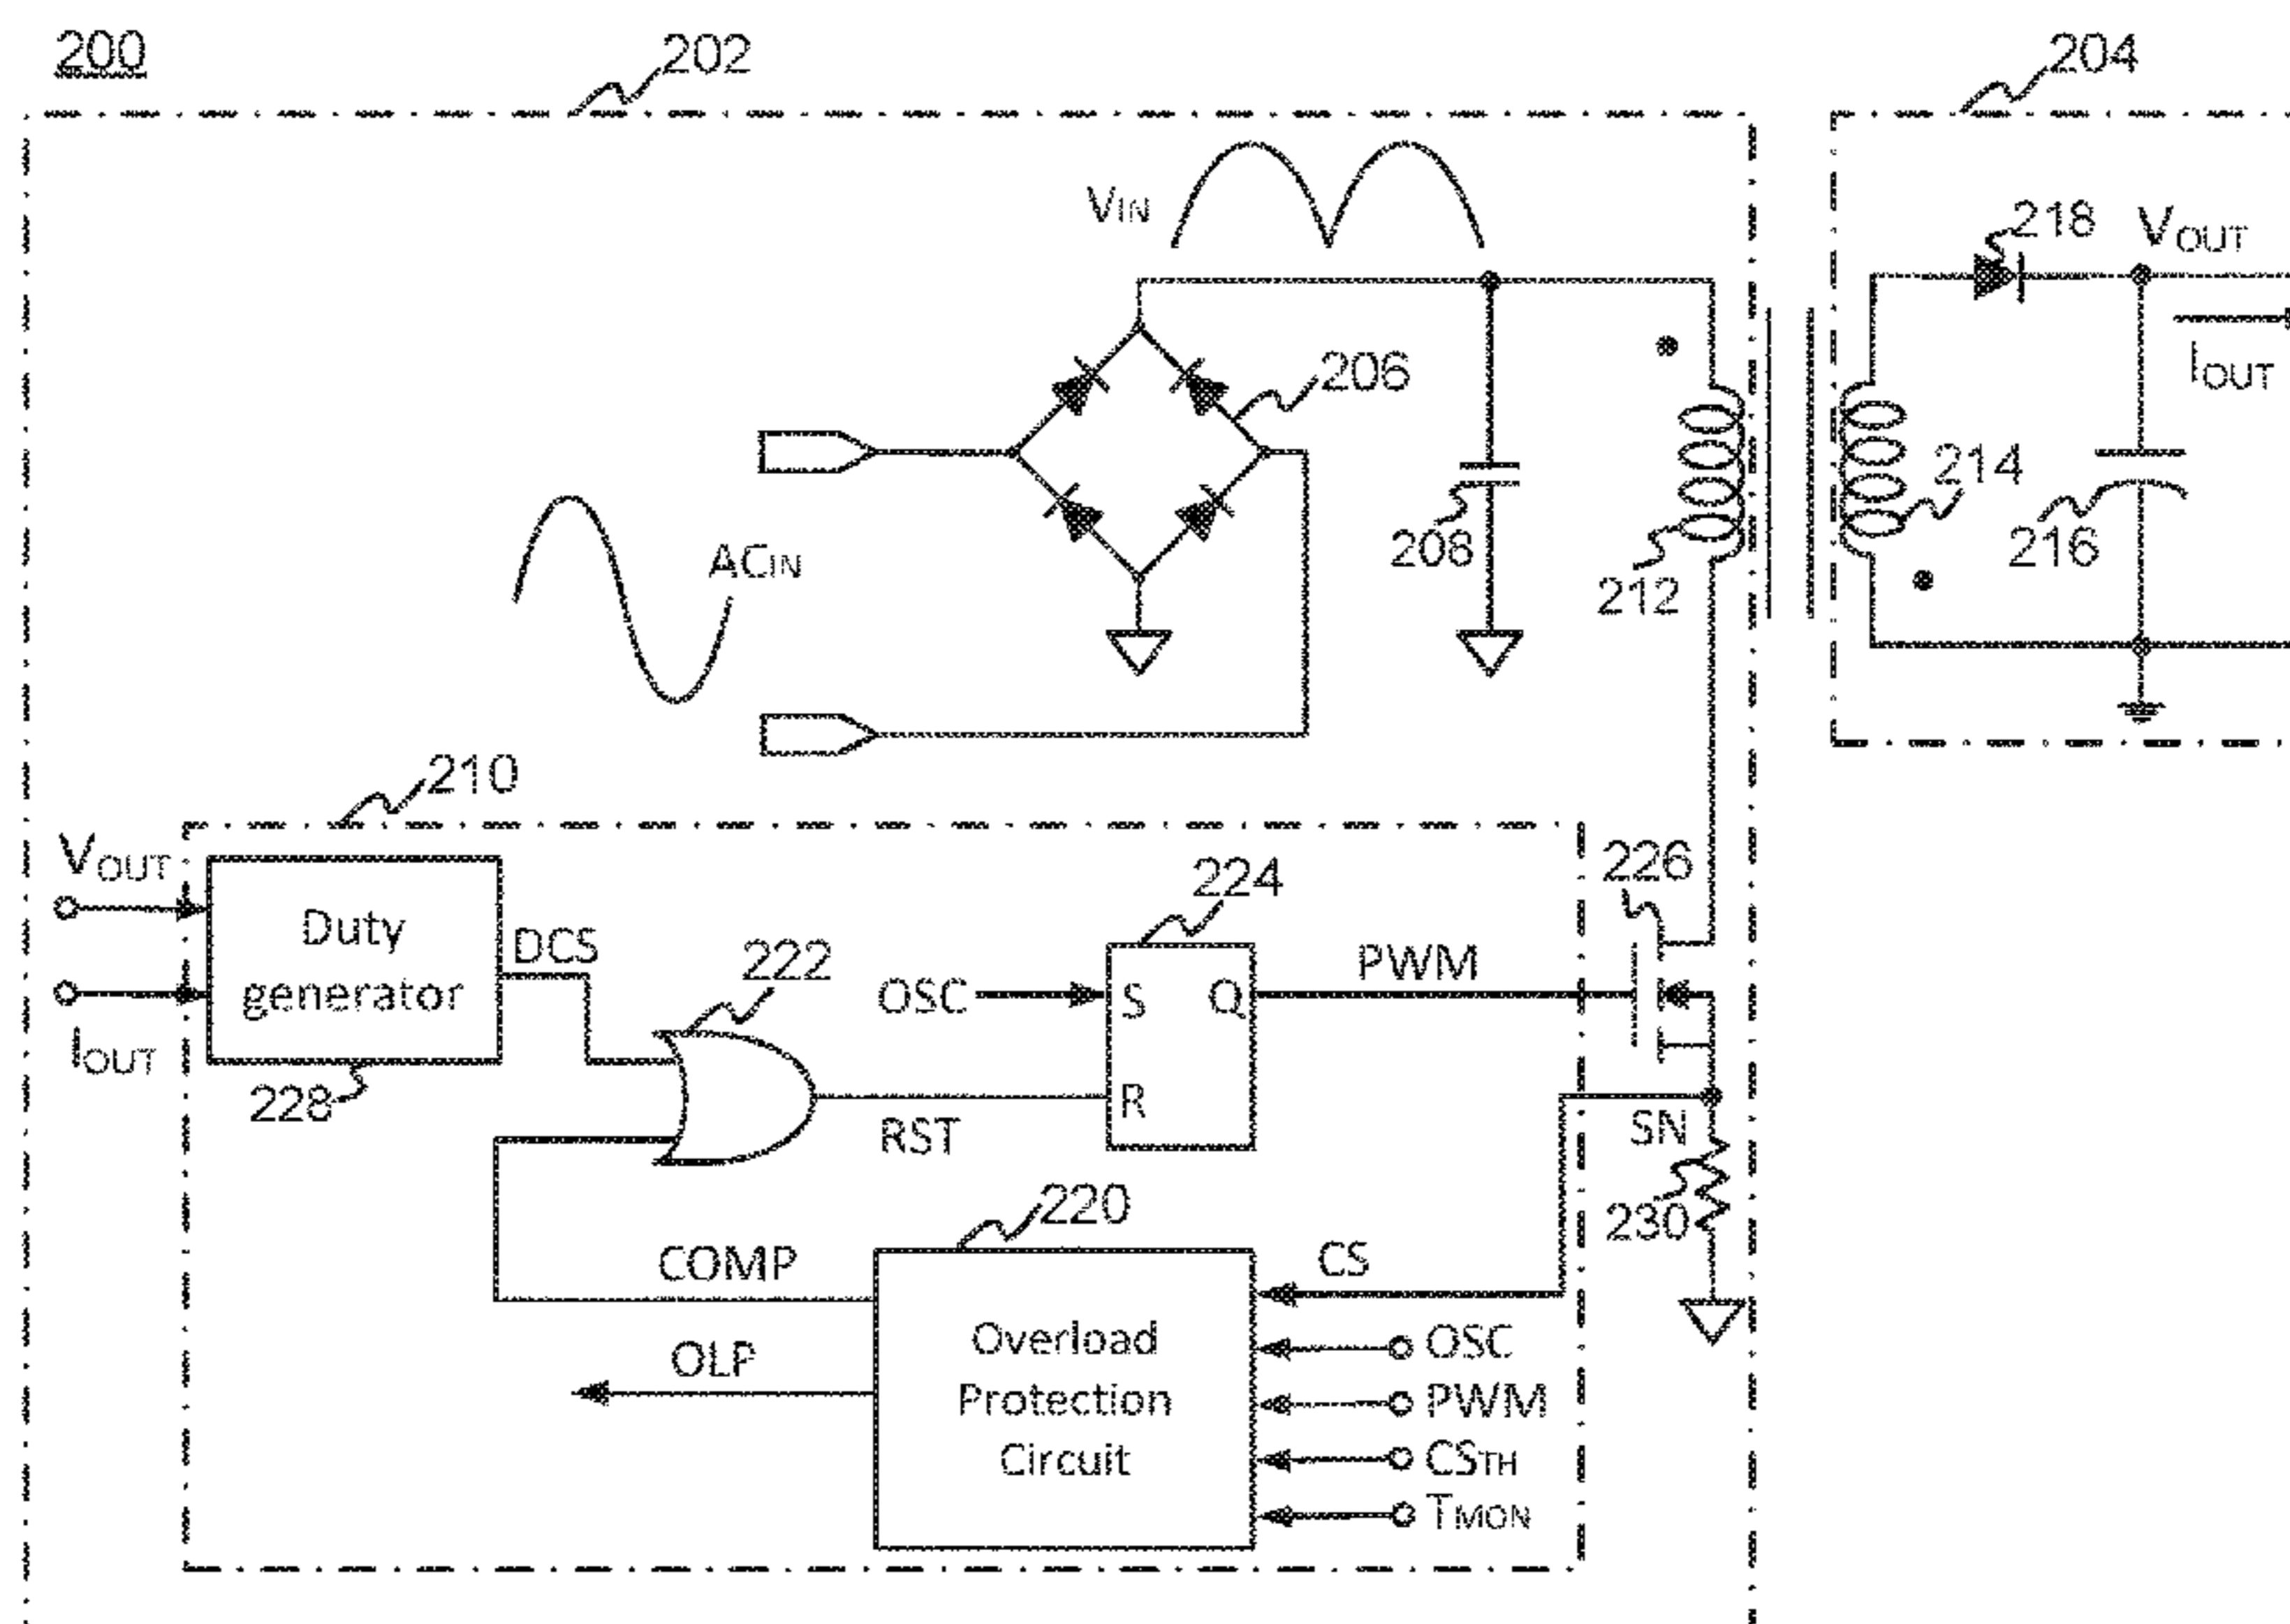 200
202
204
VIN
218
VOUT
IOUT
206
214
208
216
212
ACIN
210
VOUT
226
224
Duty
generator
DCS
222
PWM
OSC
S
Q
IOUT
228
R
RST
SN
230
220
COMP
CS
OLP
Overload
Protection
Circuit
OSC
PWM
CSTH
TMON